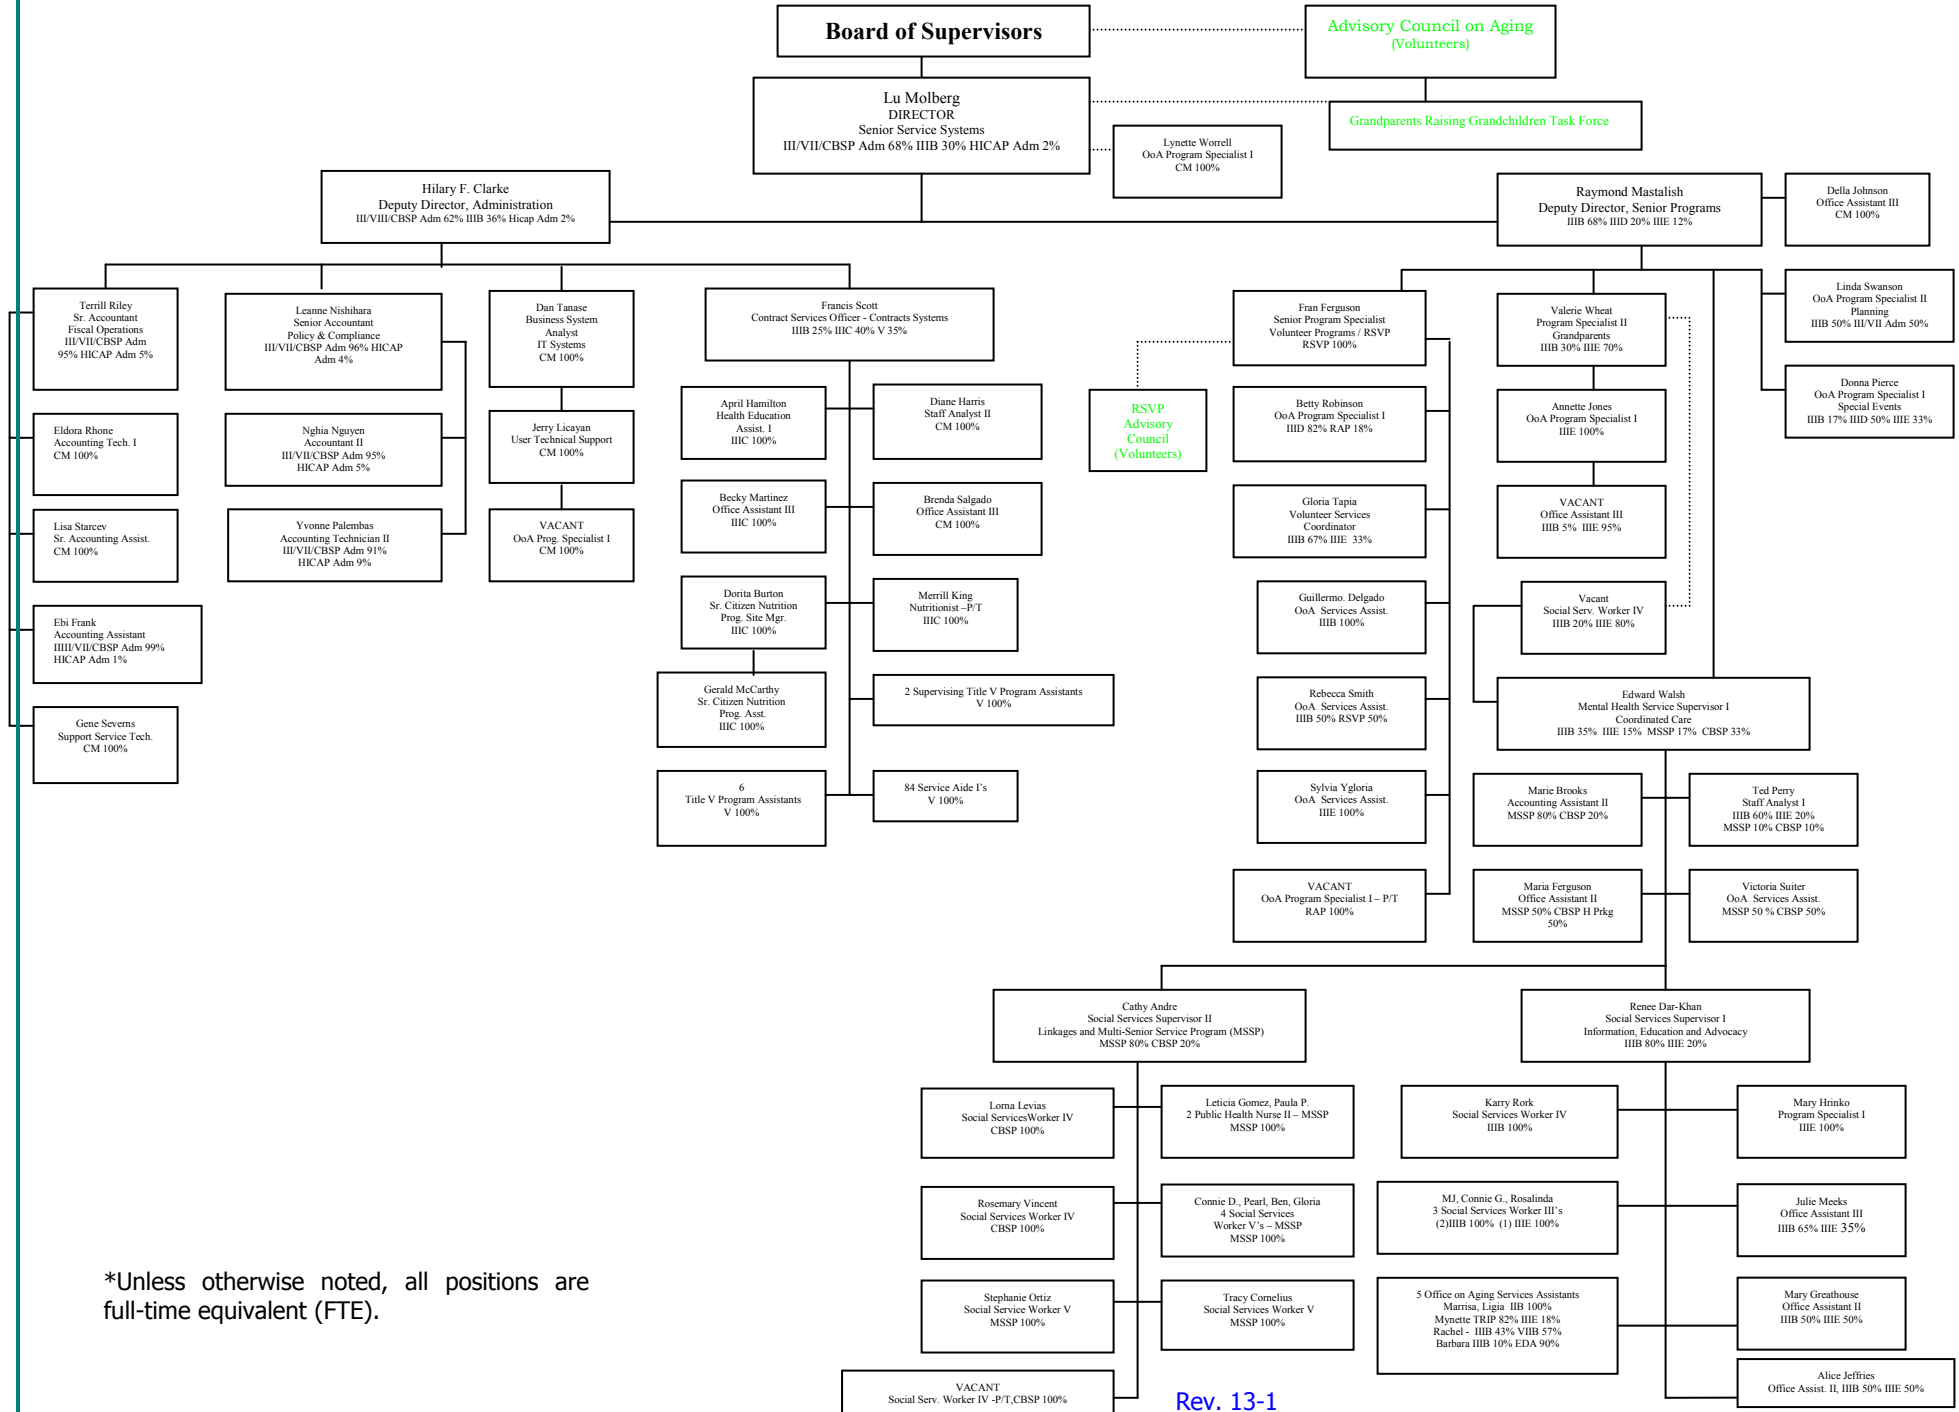 Board of Supervisors
Advisory Council on Aging
(Volunteers)
Lu Molberg
DIRECTOR
Senior Service Systems
III/VII/CBSP Adm 68% IIIB 30% HICAP Adm 2%
Grandparents Raising Grandchildren Task Force
Lynette Worrell
OoA Program Specialist I
CM 100%
Hilary F. Clarke
Deputy Director, Administration
III/VIII/CBSP Adm 62% IIIB 36% Hicap Adm 2%
Raymond Mastalish
Deputy Director, Senior Programs
IIIB 68% IIID 20% IIIE 12%
Della Johnson
Office Assistant III
CM 100%
Terrill Riley
Sr. Accountant
Fiscal Operations
III/VII/CBSP Adm
95% HICAP Adm 5%
Eldora Rhone
Accounting Tech. I
CM 100%
Lisa Starcev
Sr. Accounting Assist.
CM 100%
Ebi Frank
Accounting Assistant
IIIII/VII/CBSP Adm 99%
HICAP Adm 1%
Gene Severns
Support Service Tech.
CM 100%
Leanne Nishihara
Senior Accountant
Policy & Compliance
III/VII/CBSP Adm 96% HICAP
Adm 4%
Nghia Nguyen
Accountant II
III/VII/CBSP Adm 95%
HICAP Adm 5%
Yvonne Palembas
Accounting Technician II
III/VII/CBSP Adm 91%
HICAP Adm 9%
Dan Tanase
Business System
Analyst
IT Systems
CM 100%
Jerry Licayan
User Technical Support
CM 100%
VACANT
OoA Prog. Specialist I
CM 100%
Francis Scott
Contract Services Officer - Contracts Systems
IIIB 25% IIIC 40% V 35%
April Hamilton
Health Education
Assist. I
IIIC 100%
Diane Harris
Staff Analyst II
CM 100%
Becky Martinez
Office Assistant III
IIIC 100%
Brenda Salgado
Office Assistant III
CM 100%
Dorita Burton
Sr. Citizen Nutrition
Prog. Site Mgr.
IIIC 100%
Merrill King
Nutritionist –P/T
IIIC 100%
Gerald McCarthy
Sr. Citizen Nutrition
Prog. Asst.
IIIC 100%
2 Supervising Title V Program Assistants
V 100%
6
Title V Program Assistants
V 100%
84 Service Aide I's
V 100%
Fran Ferguson
Senior Program Specialist
Volunteer Programs / RSVP
RSVP 100%
RSVP
Advisory
Council
(Volunteers)
Betty Robinson
OoA Program Specialist I
IIID 82% RAP 18%
Gloria Tapia
Volunteer Services
Coordinator
IIIB 67% IIIE 33%
Guillermo. Delgado
OoA Services Assist.
IIIB 100%
Rebecca Smith
OoA Services Assist.
IIIB 50% RSVP 50%
Sylvia Ygloria
OoA Services Assist.
IIIE 100%
VACANT
OoA Program Specialist I – P/T
RAP 100%
Valerie Wheat
Program Specialist II
Grandparents
IIIB 30% IIIE 70%
Annette Jones
OoA Program Specialist I
IIIE 100%
VACANT
Office Assistant III
IIIB 5% IIIE 95%
Vacant
Social Serv. Worker IV
IIIB 20% IIIE 80%
Linda Swanson
OoA Program Specialist II
Planning
IIIB 50% III/VII Adm 50%
Donna Pierce
OoA Program Specialist I
Special Events
IIIB 17% IIID 50% IIIE 33%
Edward Walsh
Mental Health Service Supervisor I
Coordinated Care
IIIB 35% IIIE 15% MSSP 17% CBSP 33%
Marie Brooks
Accounting Assistant II
MSSP 80% CBSP 20%
Ted Perry
Staff Analyst I
IIIB 60% IIIE 20%
MSSP 10% CBSP 10%
Maria Ferguson
Office Assistant II
MSSP 50% CBSP H Prkg
50%
Victoria Suiter
OoA Services Assist.
MSSP 50 % CBSP 50%
Cathy Andre
Social Services Supervisor II
Linkages and Multi-Senior Service Program (MSSP)
MSSP 80% CBSP 20%
Renee Dar-Khan
Social Services Supervisor I
Information, Education and Advocacy
IIIB 80% IIIE 20%
Lorna Levias
Social ServicesWorker IV
CBSP 100%
Leticia Gomez, Paula P.
2 Public Health Nurse II – MSSP
MSSP 100%
Rosemary Vincent
Social Services Worker IV
CBSP 100%
Connie D., Pearl, Ben, Gloria
4 Social Services
Worker V's – MSSP
MSSP 100%
Stephanie Ortiz
Social Service Worker V
MSSP 100%
Tracy Cornelius
Social Services Worker V
MSSP 100%
VACANT
Social Serv. Worker IV -P/T,CBSP 100%
Karry Rork
Social Services Worker IV
IIIB 100%
Mary Hrinko
Program Specialist I
IIIE 100%
MJ, Connie G., Rosalinda
3 Social Services Worker III's
(2)IIIB 100% (1) IIIE 100%
Julie Meeks
Office Assistant III
IIIB 65% IIIE 35%
5 Office on Aging Services Assistants
Marrisa, Ligia IIB 100%
Mynette TRIP 82% IIIE 18%
Rachel - IIIB 43% VIIB 57%
Barbara IIIB 10% EDA 90%
Mary Greathouse
Office Assistant II
IIIB 50% IIIE 50%
Alice Jeffries
Office Assist. II, IIIB 50% IIIE 50%
*Unless otherwise noted, all positions are
full-time equivalent (FTE).
Rev. 13-1